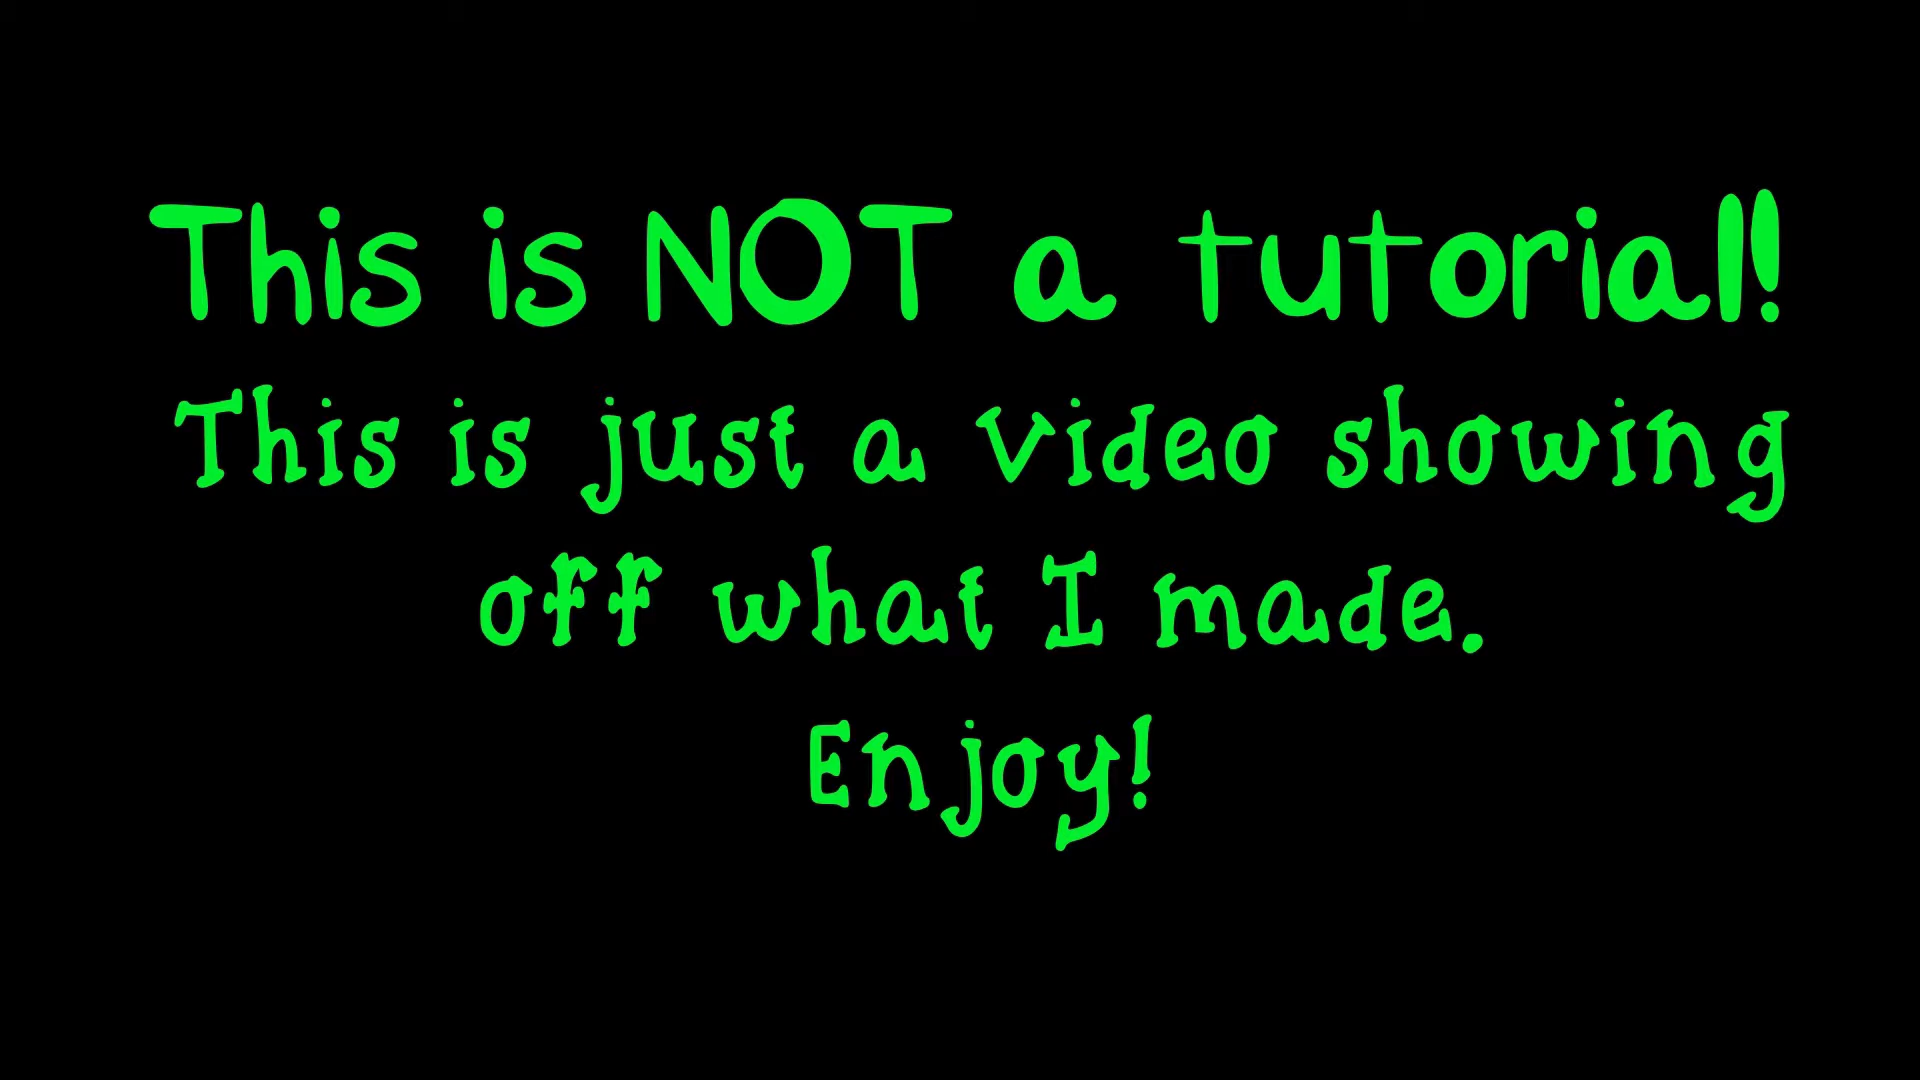 This is NOT a tutorial!
This is just a video showing
off what I made.
Enjoy!